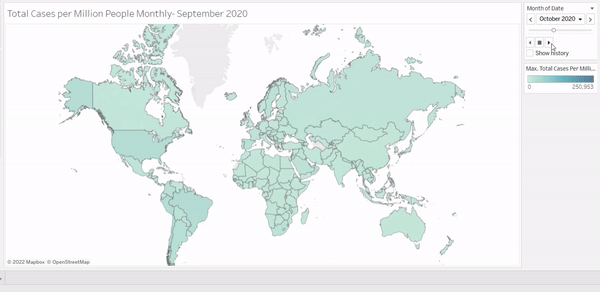 Total Cases per Million People Monthly- September 2020
Month of Date
October 2020
Show history
Max. Total Cases Per Milli...
0 250,953
© 2022 Mapbox © OpenStreetMap